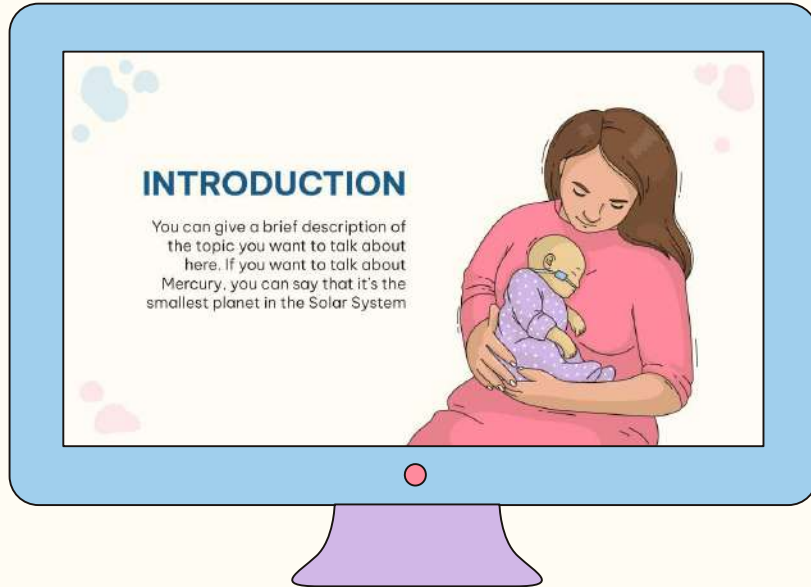 INTRODUCTION
You can give a brief description of
the topic you want to talk about
here. If you want to talk about
Mercury, you can say that it's the
smallest planet in the Solar System